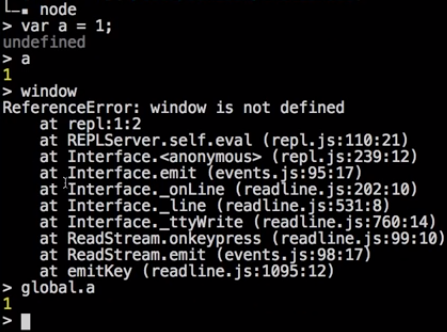 node
> var a = 1;
undefined
> a
1
> window
ReferenceError: window is not defined
    at repl:1:2
    at REPLServer.self.eval (repl.js:110:21)
    at Interface.<anonymous> (repl.js:239:12)
    at Interface.emit (events.js:95:17)
    at Interface._onLine (readline.js:202:10)
    at Interface._line (readline.js:531:8)
    at Interface._ttyWrite (readline.js:760:14)
    at ReadStream.onkeypress (readline.js:99:10)
    at ReadStream.emit (events.js:98:17)
    at emitKey (readline.js:1095:12)
> global.a
1
>